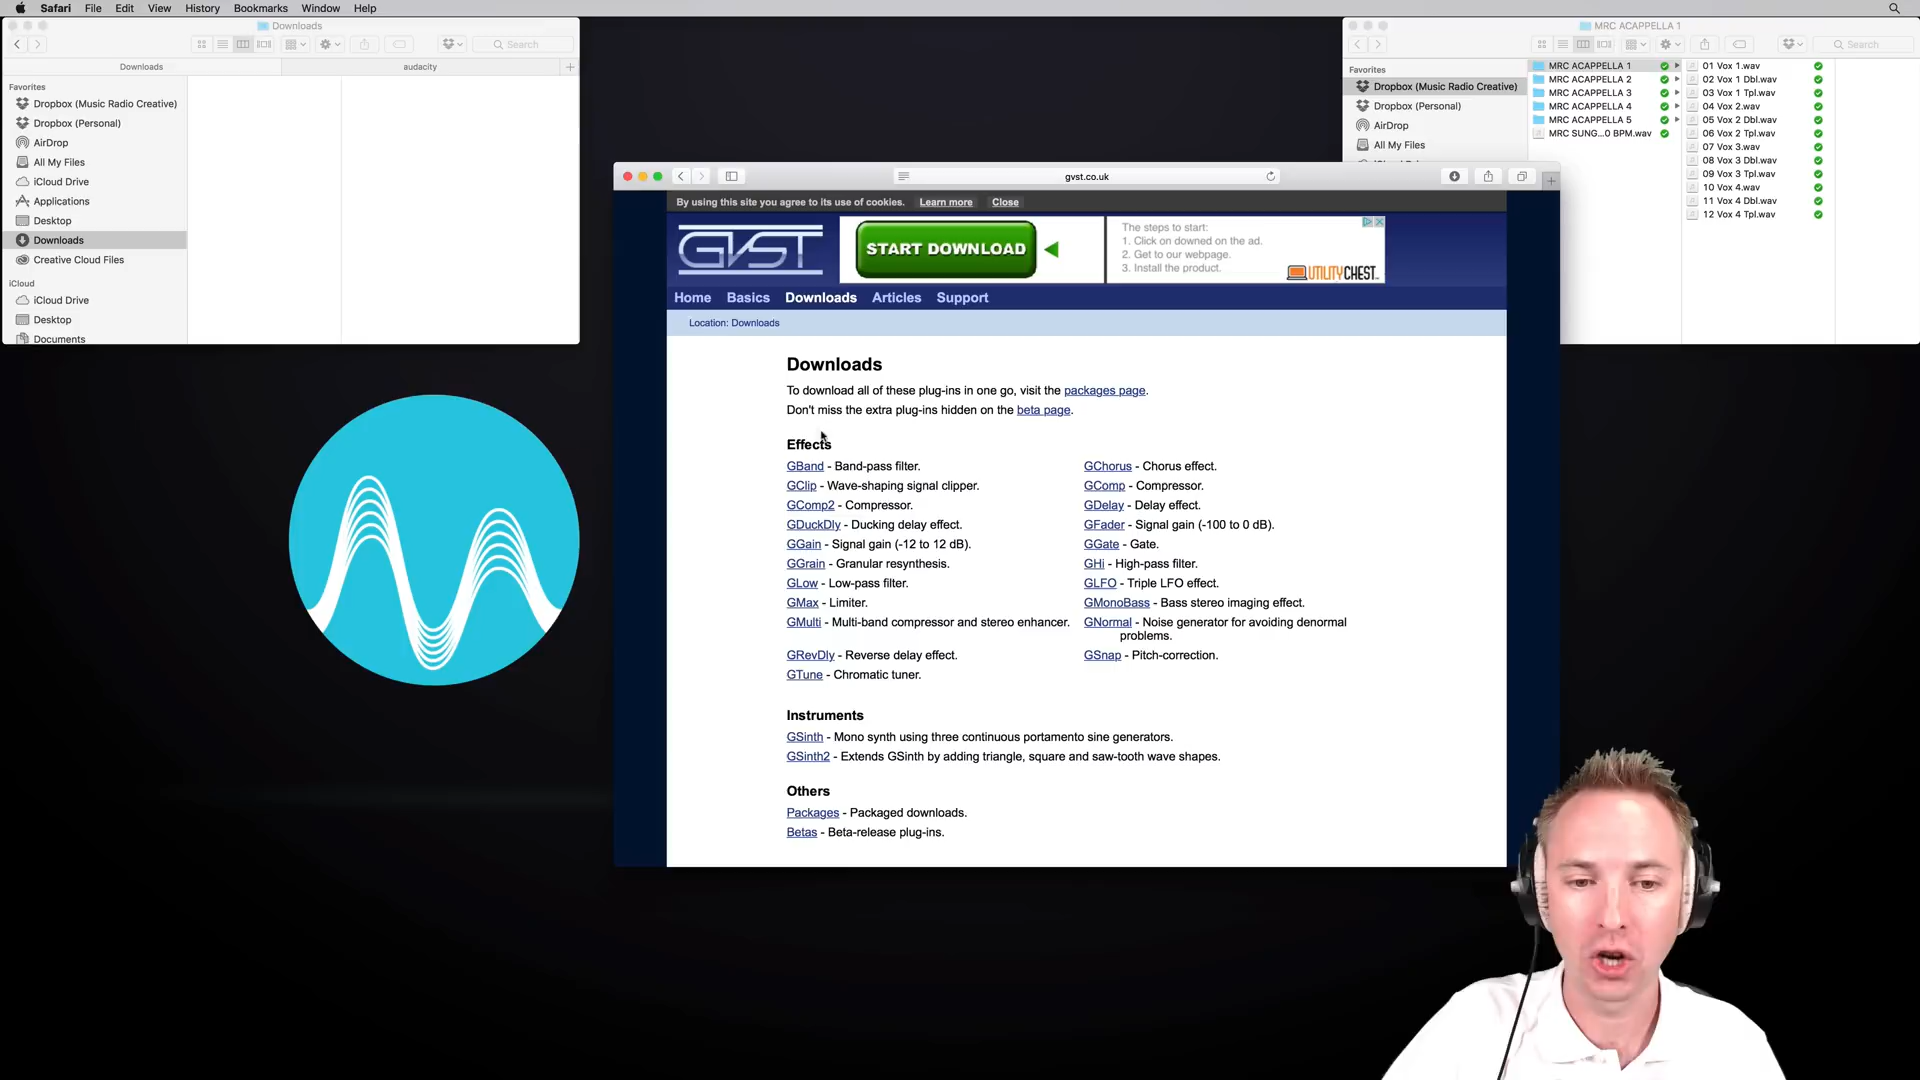 Safari File Edit View History Bookmarks Window Help
Downloads
Search
Downloads
audacity
Favorites
Dropbox (Music Radio Creative)
Dropbox (Personal)
AirDrop
All My Files
iCloud Drive
Applications
Desktop
Downloads
Creative Cloud Files
iCloud
iCloud Drive
Desktop
Documents
MRC ACAPPELLA 1
Search
Favorites
Dropbox (Music Radio Creative)
Dropbox (Personal)
AirDrop
All My Files
MRC ACAPPELLA 1
MRC ACAPPELLA 2
MRC ACAPPELLA 3
MRC ACAPPELLA 4
MRC ACAPPELLA 5
MRC SUNG...0 BPM.wav
01 Vox 1.wav
02 Vox 1 Dbl.wav
03 Vox 1 Tpl.wav
04 Vox 2.wav
05 Vox 2 Dbl.wav
06 Vox 2 Tpl.wav
07 Vox 3.wav
08 Vox 3 Dbl.wav
09 Vox 3 Tpl.wav
10 Vox 4.wav
11 Vox 4 Dbl.wav
12 Vox 4 Tpl.wav
gvst.co.uk
By using this site you agree to its use of cookies. Learn more Close
GVST
START DOWNLOAD
The steps to start:
1. Click on downed on the ad.
2. Get to our webpage.
3. Install the product.
UTILITYCHEST
Home Basics Downloads Articles Support
Location: Downloads
Downloads
To download all of these plug-ins in one go, visit the packages page.
Don't miss the extra plug-ins hidden on the beta page.
Effects
GBand - Band-pass filter.
GChorus - Chorus effect.
GClip - Wave-shaping signal clipper.
GComp - Compressor.
GComp2 - Compressor.
GDelay - Delay effect.
GDuckDly - Ducking delay effect.
GFader - Signal gain (-100 to 0 dB).
GGain - Signal gain (-12 to 12 dB).
GGate - Gate.
GGrain - Granular resynthesis.
GHi - High-pass filter.
GLow - Low-pass filter.
GLFO - Triple LFO effect.
GMax - Limiter.
GMonoBass - Bass stereo imaging effect.
GMulti - Multi-band compressor and stereo enhancer.
GNormal - Noise generator for avoiding denormal
problems.
GRevDly - Reverse delay effect.
GSnap - Pitch-correction.
GTune - Chromatic tuner.
Instruments
GSinth - Mono synth using three continuous portamento sine generators.
GSinth2 - Extends GSinth by adding triangle, square and saw-tooth wave shapes.
Others
Packages - Packaged downloads.
Betas - Beta-release plug-ins.